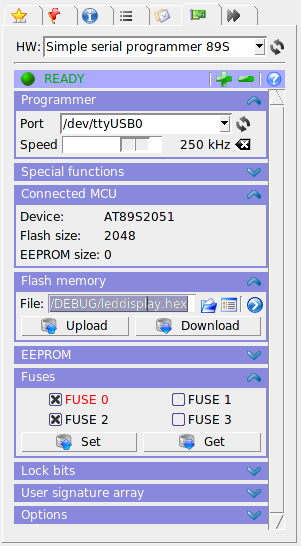 HW: Simple serial programmer 89S
READY
Programmer
Port /dev/ttyUSB0
Speed 250 kHz
Special functions
Connected MCU
Device: AT89S2051
Flash size: 2048
EEPROM size: 0
Flash memory
File: /DEBUG/leddisplay.hex
Upload Download
EEPROM
Fuses
FUSE 0 FUSE 1
FUSE 2 FUSE 3
Set Get
Lock bits
User signature array
Options